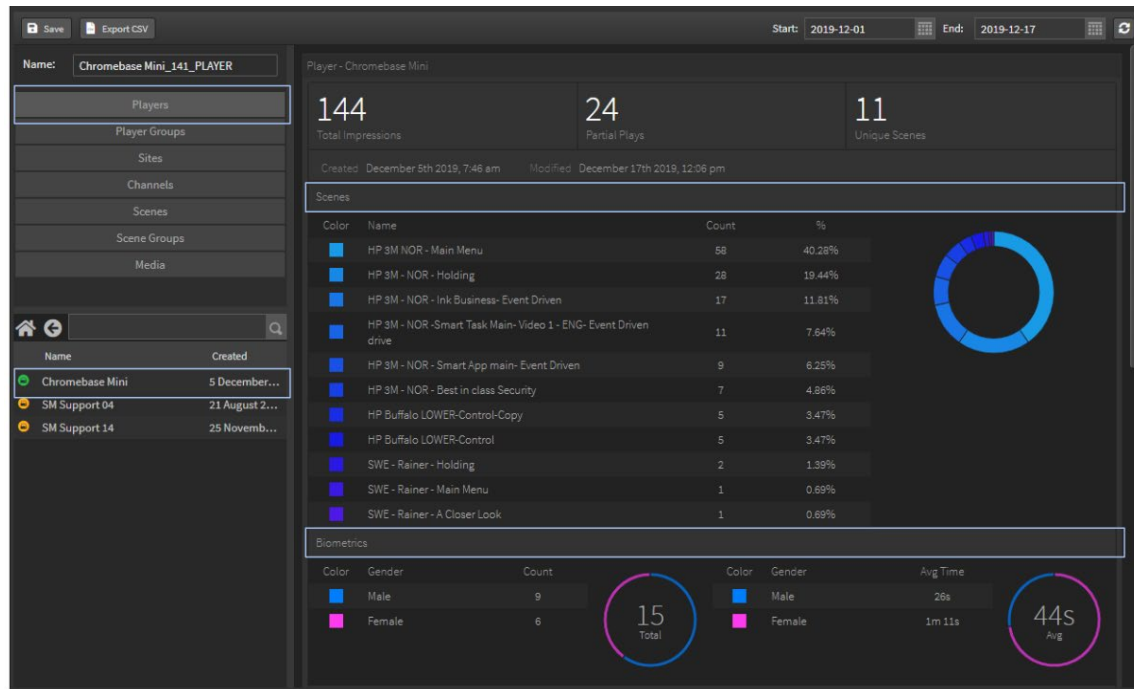 Save Export CSV Start: 2019-12-01 End: 2019-12-17
Name: Chromebase Mini_141_PLAYER
Players
Player Groups
Sites
Channels
Scenes
Scene Groups
Media
Name Created
Chromebase Mini 5 December...
SM Support 04 21 August 2...
SM Support 14 25 Novemb...
Player - Chromebase Mini
144 24 11
Total Impressions Partial Plays Unique Scenes
Created December 5th 2019, 7:46 am Modified December 17th 2019, 12:06 pm
Scenes
Color Name Count %
HP 3M NOR - Main Menu 58 40.28%
HP 3M - NOR - Holding 28 19.44%
HP 3M - NOR - Ink Business- Event Driven 17 11.81%
HP 3M - NOR -Smart Task Main- Video 1 - ENG- Event Driven
drive 11 7.64%
HP 3M - NOR - Smart App main- Event Driven 9 6.25%
HP 3M - NOR - Best in class Security 7 4.86%
HP Buffalo LOWER-Control-Copy 5 3.47%
HP Buffalo LOWER-Control 5 3.47%
SWE - Rainer - Holding 2 1.39%
SWE - Rainer - Main Menu 1 0.69%
SWE - Rainer - A Closer Look 1 0.69%
Biometrics
Color Gender Count Color Gender Avg Time
Male 9 Male 26s
Female 6 Female 1m 11s
15 44s
Total Avg